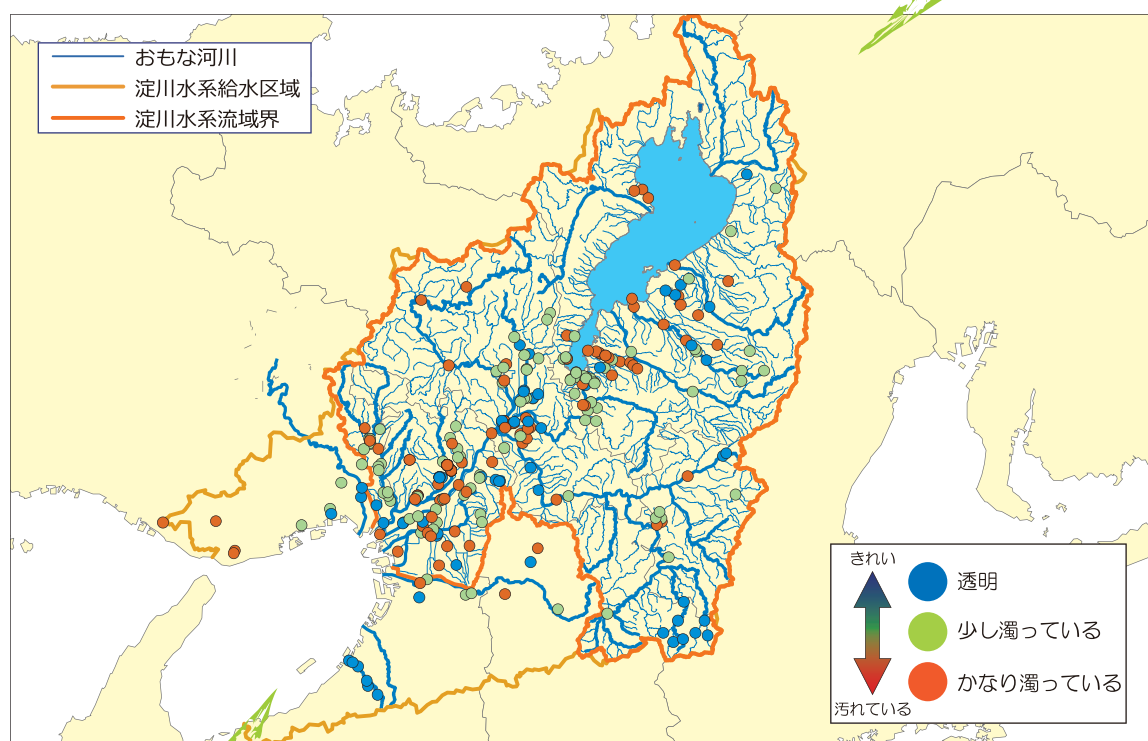 おもな河川
淀川水系給水区域
淀川水系流域界
きれい
透明
少し濁っている
かなり濁っている
汚れている